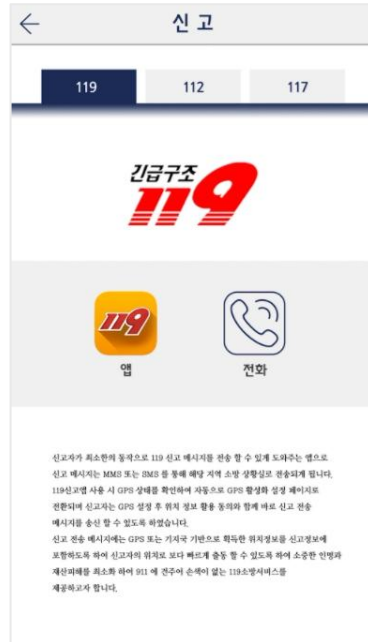 신 고
119 112 117
긴급구조
119
119
앱 전화
신고자가 최소한의 동작으로 119 신고 메시지를 전송 할 수 있게 도와주는 앱으로
신고 메시지는 MMS 또는 SMS 를 통해 해당 지역 소방 상황실로 전송되게 됩니다.
119신고앱 사용 시 GPS 상태를 확인하여 자동으로 GPS 활성화 설정 페이지로
전환되며 신고자는 GPS 설정 후 위치 정보 활용 동의와 함께 바로 신고 전송
메시지를 송신 할 수 있도록 하였습니다.
신고 전송 메시지에는 GPS 또는 기지국 기반으로 획득한 위치정보를 신고정보에
포함하도록 하여 신고자의 위치로 보다 빠르게 출동 할 수 있도록 하여 소중한 인명과
재산피해를 최소화 하여 911 에 견주어 손색이 없는 119소방서비스를
제공하고자 합니다.